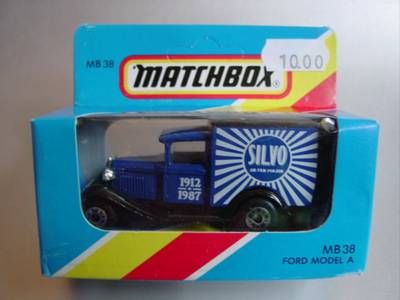 10.00
MB 38
MATCHBOX
SILVO
1912
1987
MB 38
FORD MODEL A